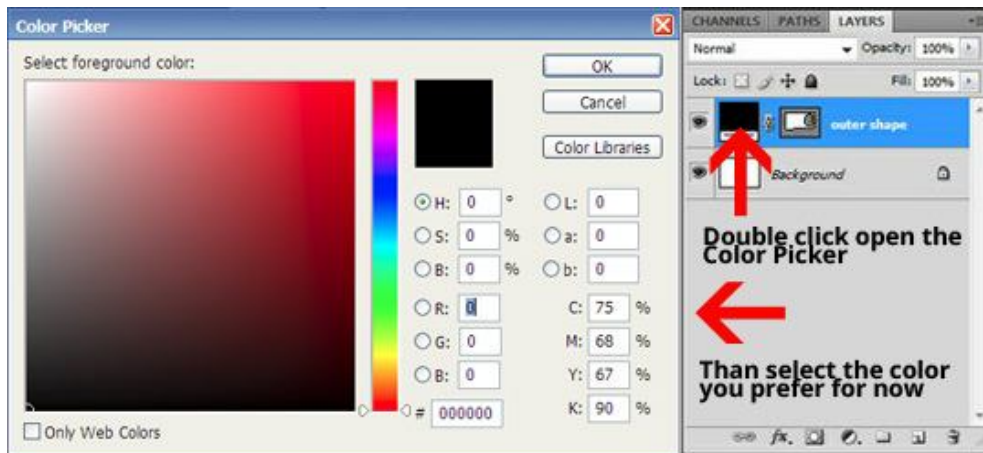 Color Picker
Select foreground color:
OK
Cancel
Color Libraries
H: 0 °
S: 0 %
B: 0 %
R: 0
G: 0
B: 0
# 000000
L: 0
a: 0
b: 0
C: 75 %
M: 68 %
Y: 67 %
K: 90 %
Only Web Colors
CHANNELS PATHS LAYERS
Normal Opacity: 100%
Lock: Fill: 100%
outer shape
Background
Double click open the
Color Picker
Than select the color
you prefer for now
fx.